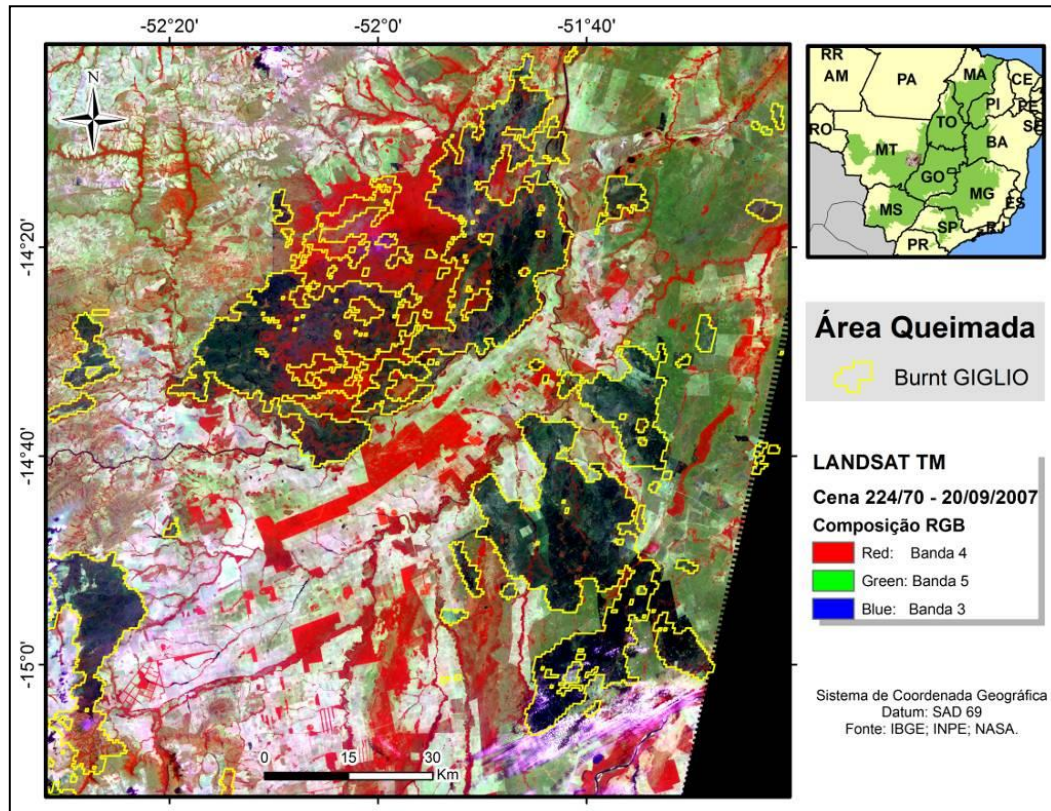 -52°20'
-52°0'
-51°40'
N
-14°20'
-14°40'
-15°0'
0 15 30
Km
RR
AM
PA
MA
CE
PI
PE
SE
RO
TO
BA
MT
GO
MG
MS
ES
SP
RJ
PR
Área Queimada
Burnt GIGLIO
LANDSAT TM
Cena 224/70 - 20/09/2007
Composição RGB
Red: Banda 4
Green: Banda 5
Blue: Banda 3
Sistema de Coordenada Geográfica
Datum: SAD 69
Fonte: IBGE; INPE; NASA.